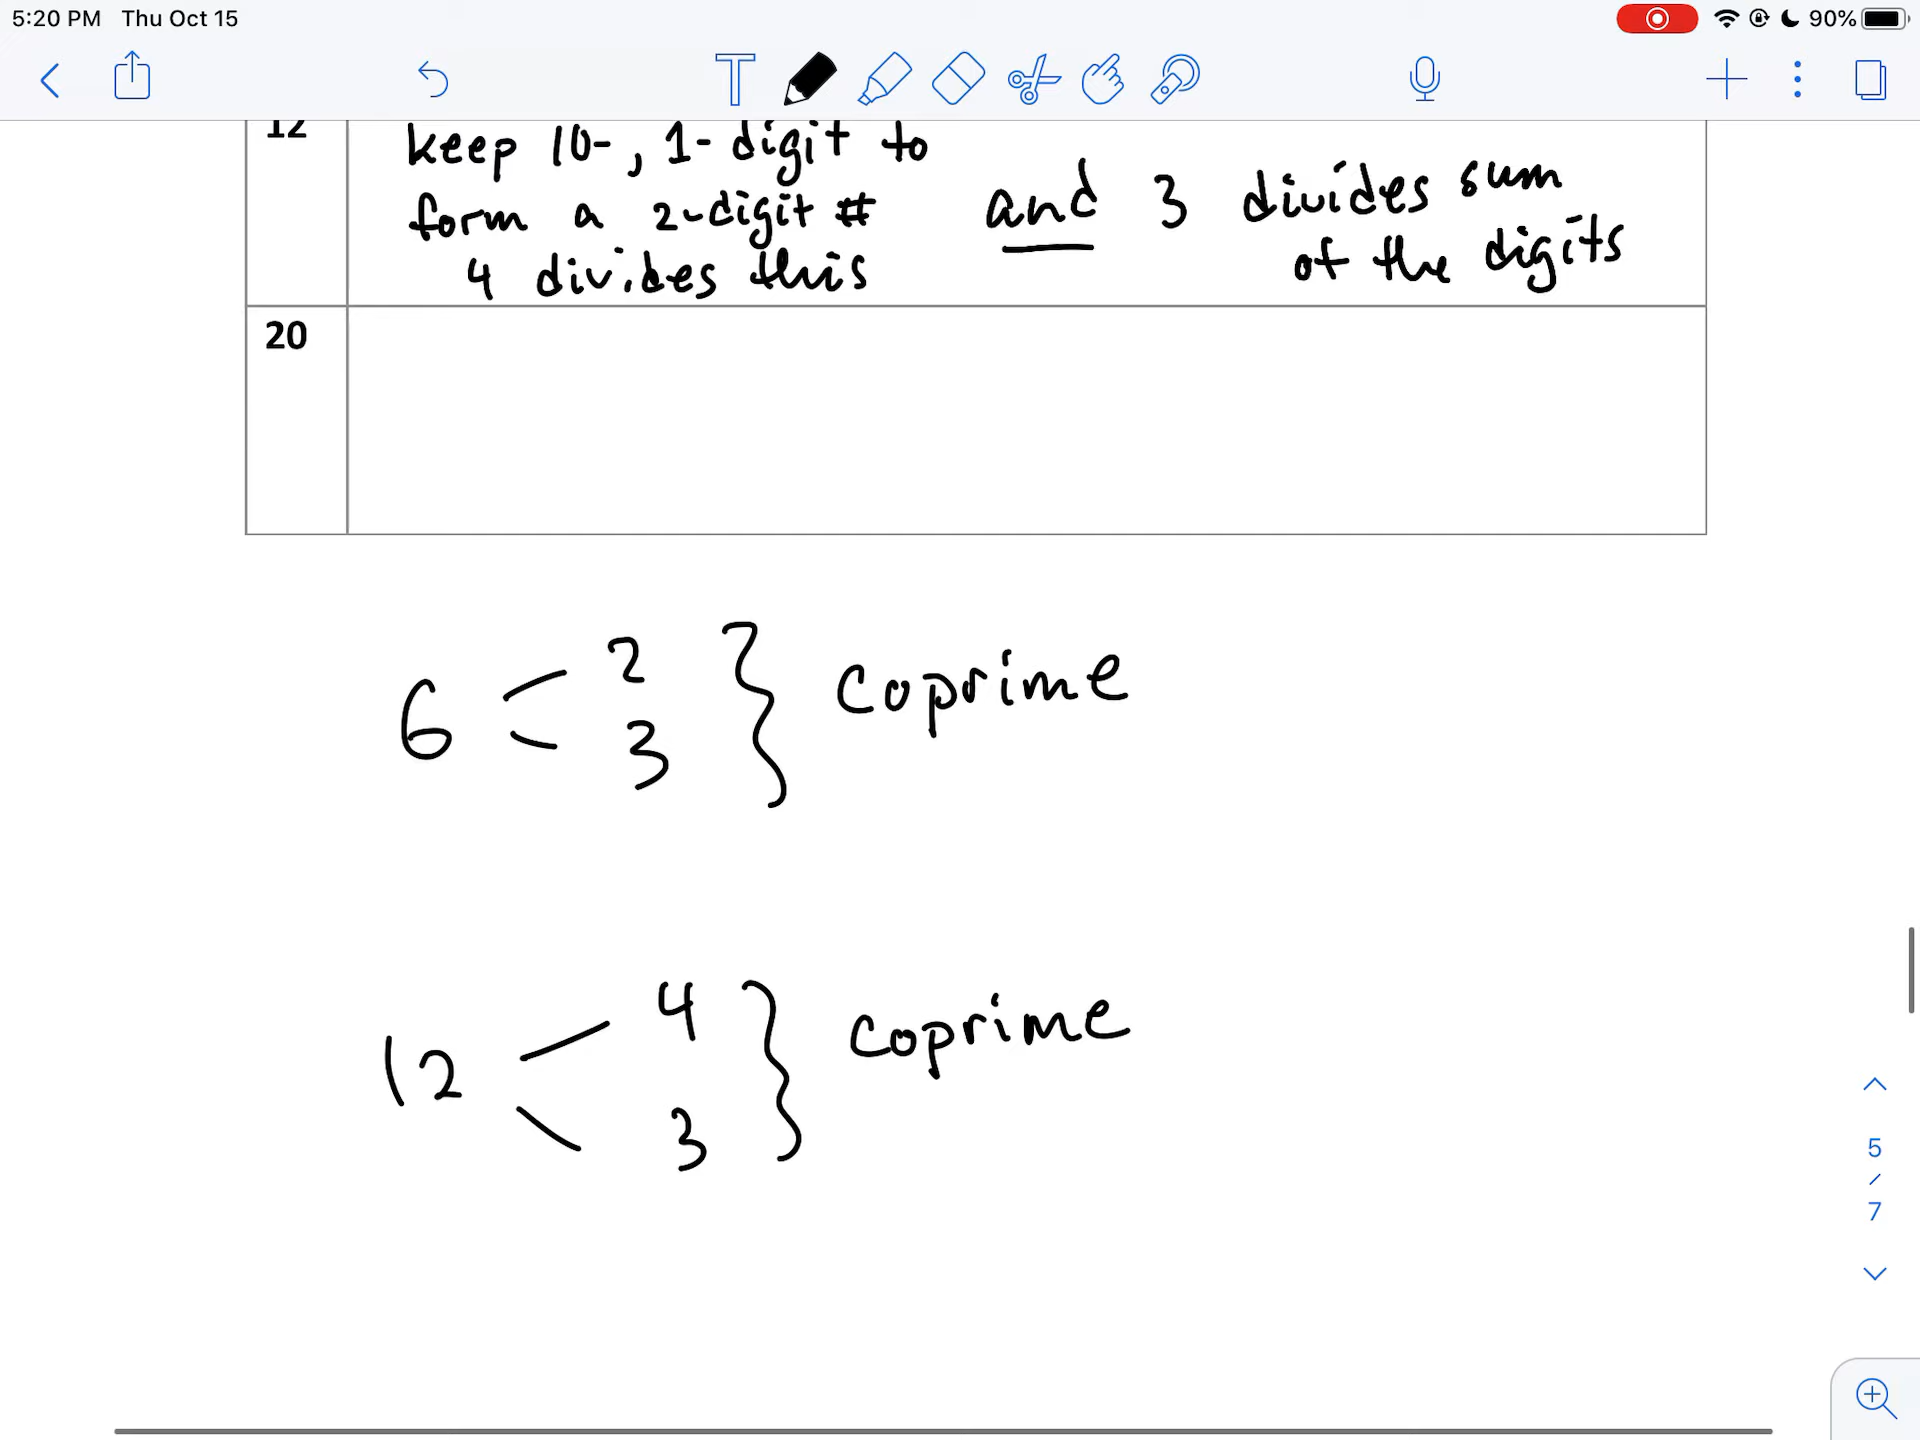 5:20 PM Thu Oct 15
90%
T
12
keep 10-, 1-digit to
form a 2-digit #
4 divides this
and 3 divides sum
of the digits
20
6 2
3
coprime
12 4
3
coprime
5
/
7